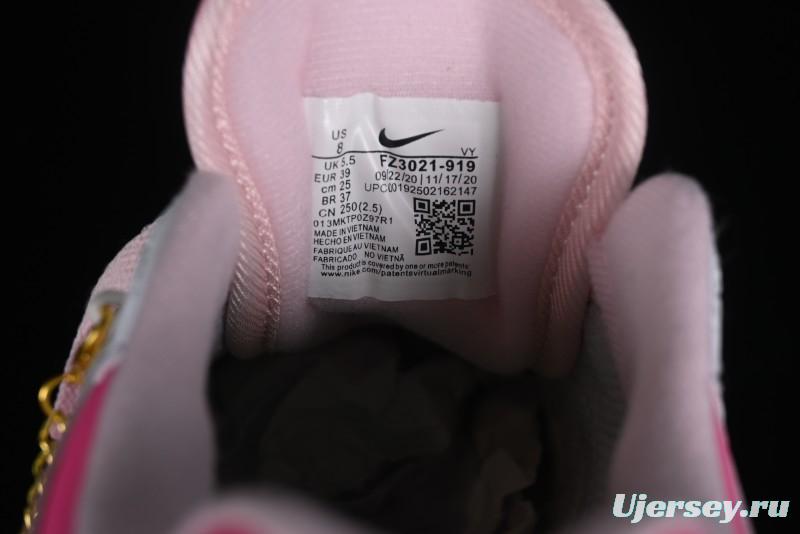 US
8
UK 5.5
EUR 39
cm 25
BR 37
CN 250(2.5)
VY
FZ3021-919
09/22/20 | 11/17/20
UPC00192502162147
013MKTP0Z97R1
MADE IN VIETNAM
HECHO EN VIETNAM
FABRIQUE AU VIETNAM
FABRICADO NO VIETNÃ
This product is covered by one or more patents
www.nike.com/patentsvirtualmarking
Ujersey.ru